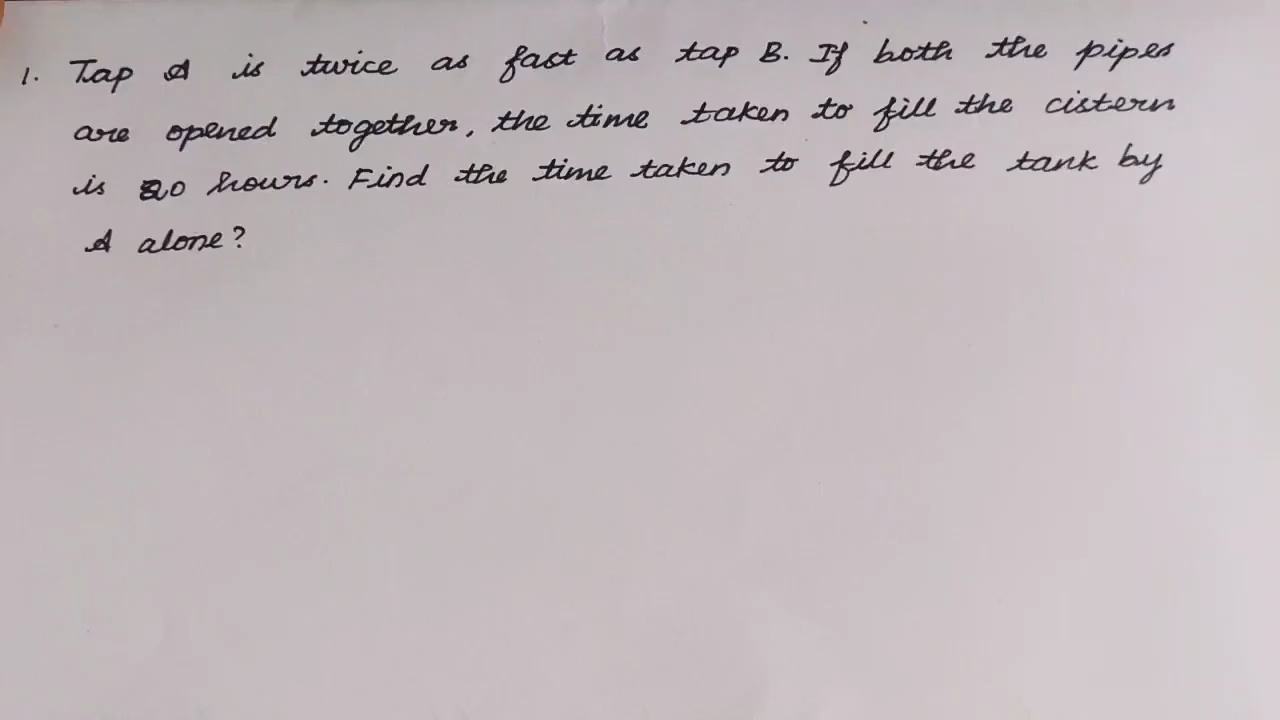 1. Tap A is twice as fast as tap B. If both the pipes
are opened together, the time taken to fill the cistern
is 20 hours. Find the time taken to fill the tank by
A alone?